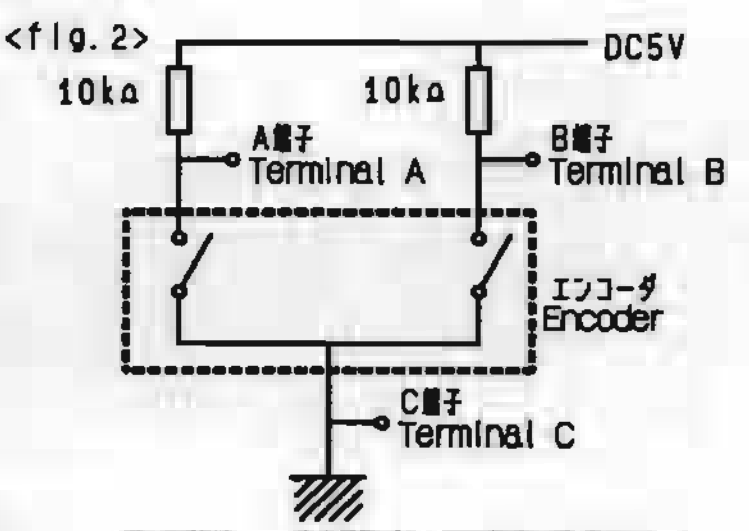 <fig. 2>
DC5V
10kΩ
10kΩ
A端子
Terminal A
B端子
Terminal B
エンコーダ
Encoder
C端子
Terminal C